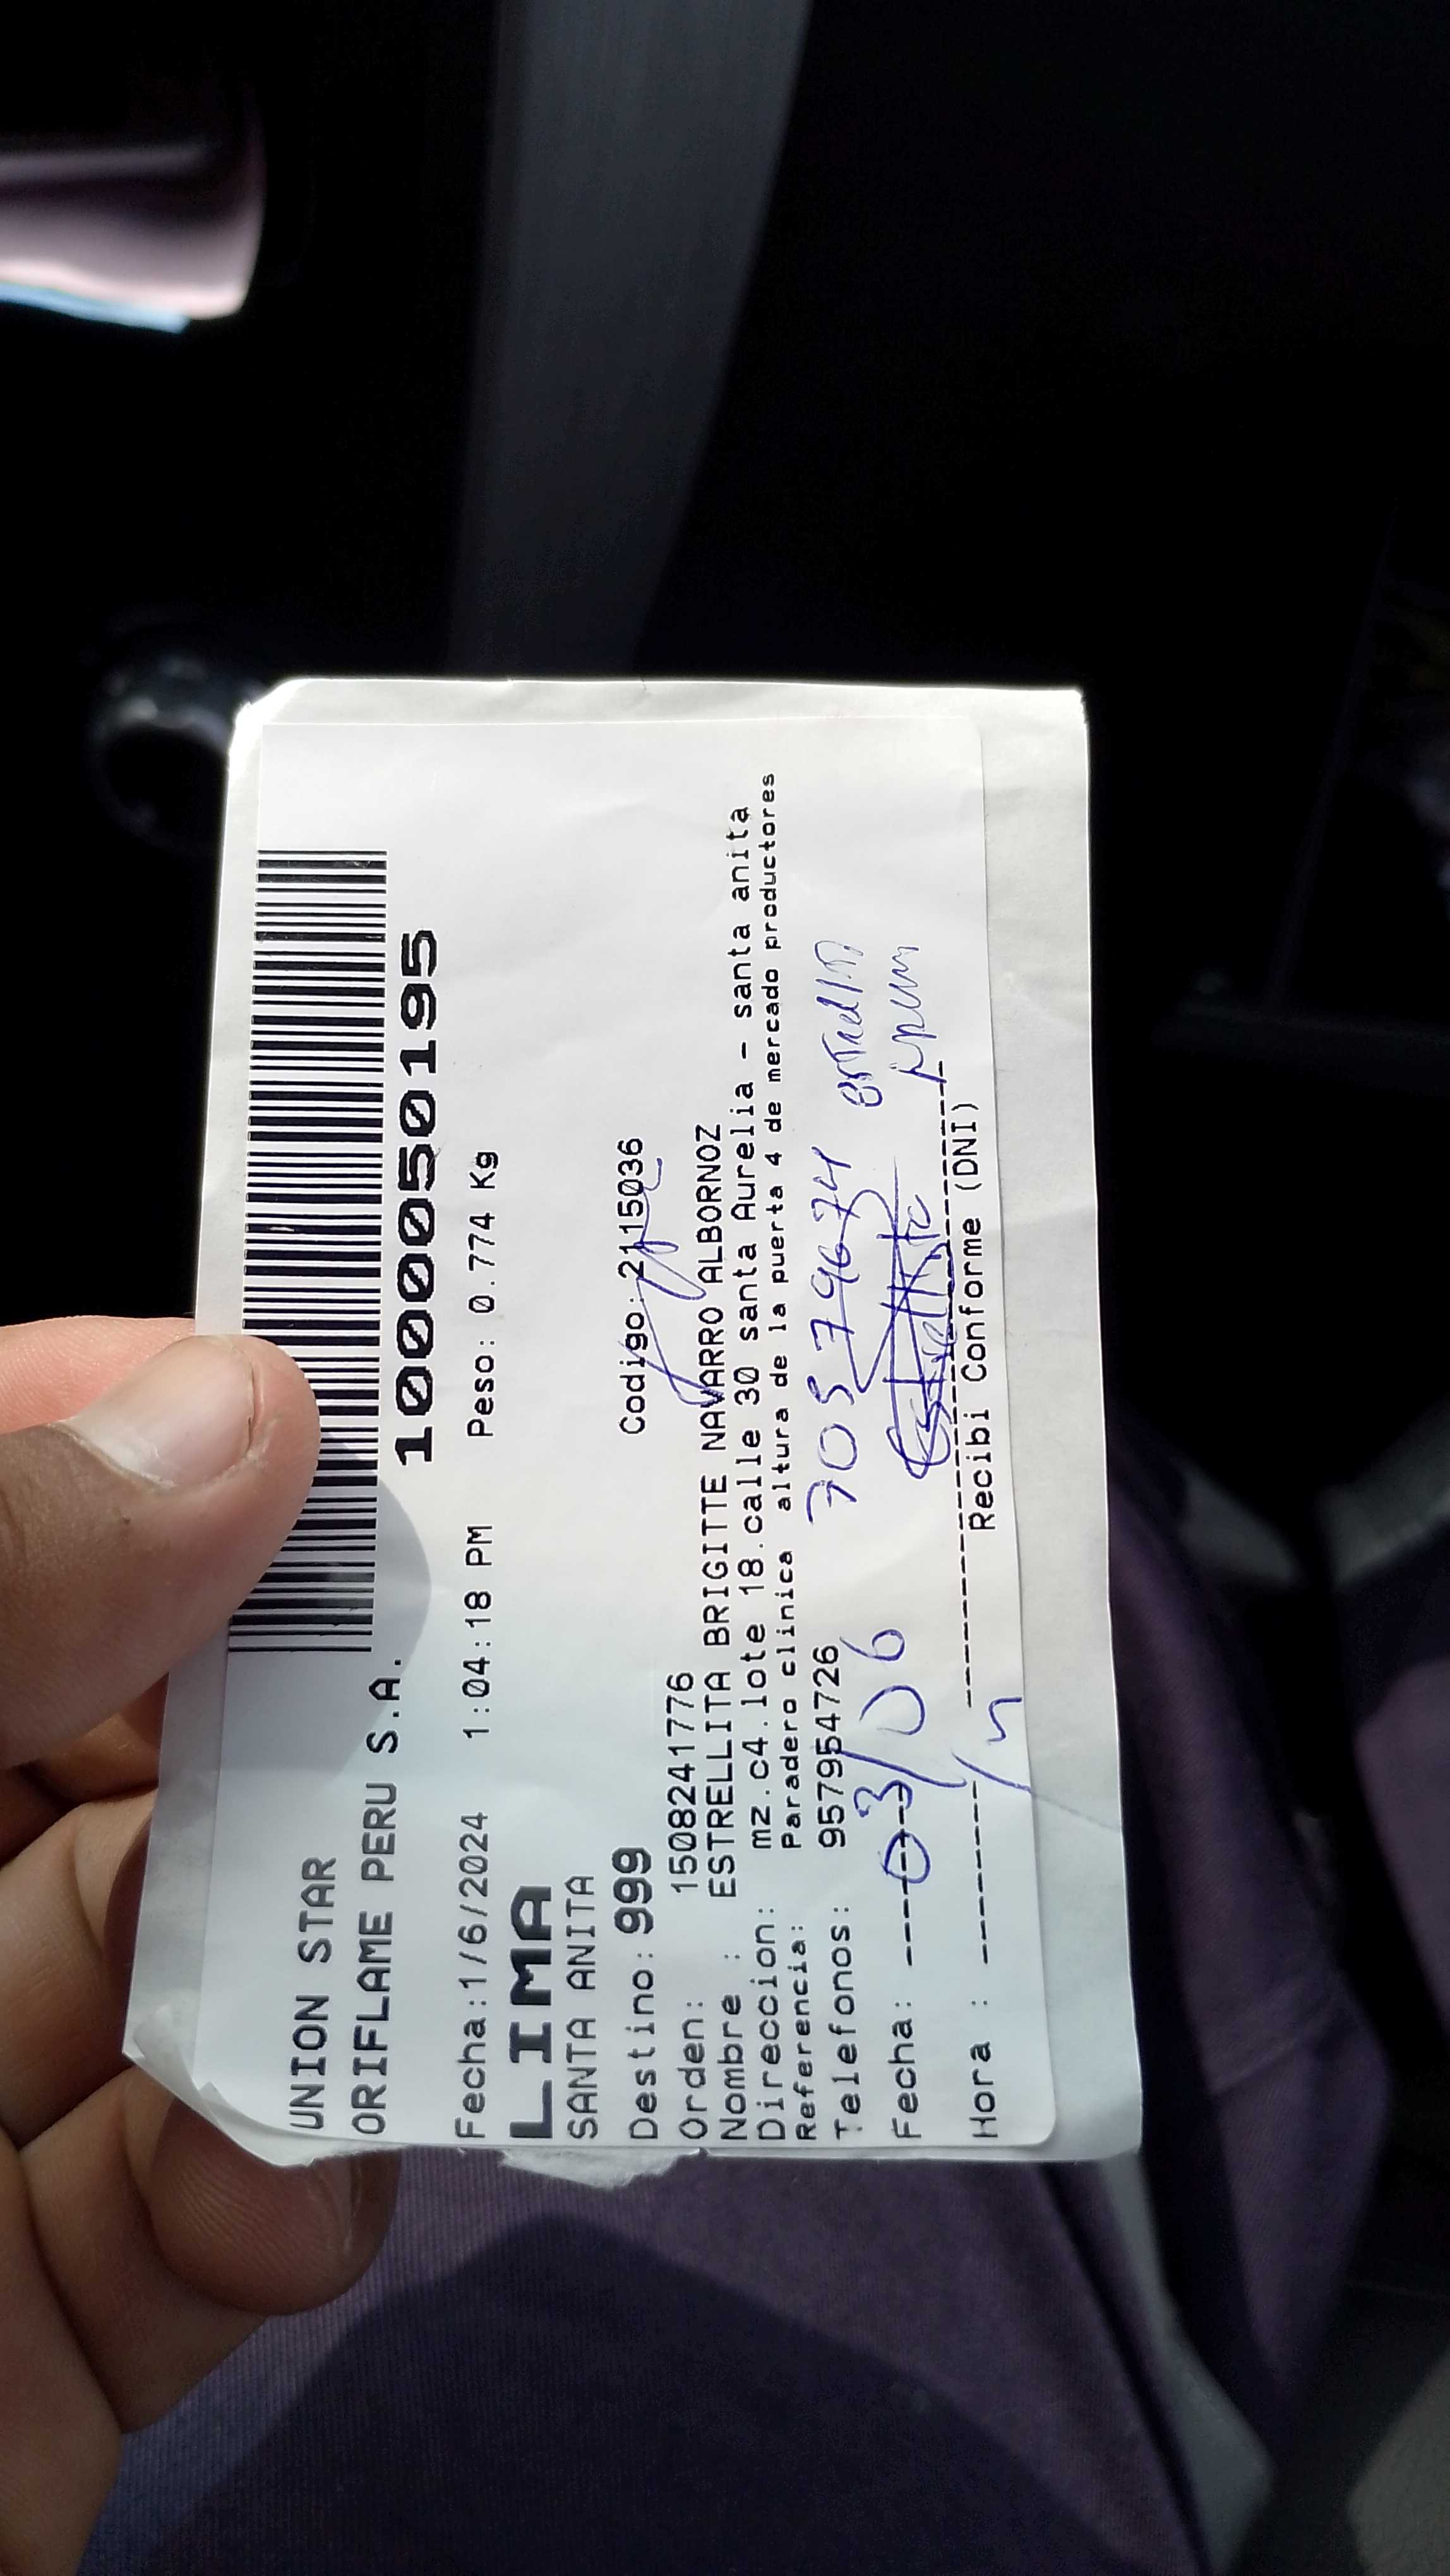 UNION STAR
ORIFLAME PERU S.A.
1000050195
Fecha:1/6/2024 1:04:18 PM Peso: 0.774 Kg
LIMA
SANTA ANITA
Destino: 999 Codigo: 2115036
Orden: 1508241776
Nombre : ESTRELLITA BRIGITTE NAVARRO ALBORNOZ
Direccion: mz.c4.lote 18.calle 30 santa Aurelia - santa anita
Referencia: Paradero clinica altura de la puerta 4 de mercado productores
Telefonos: 957954726
70579674
Fecha: 03/06
Hora :
Recibi Conforme (DNI)